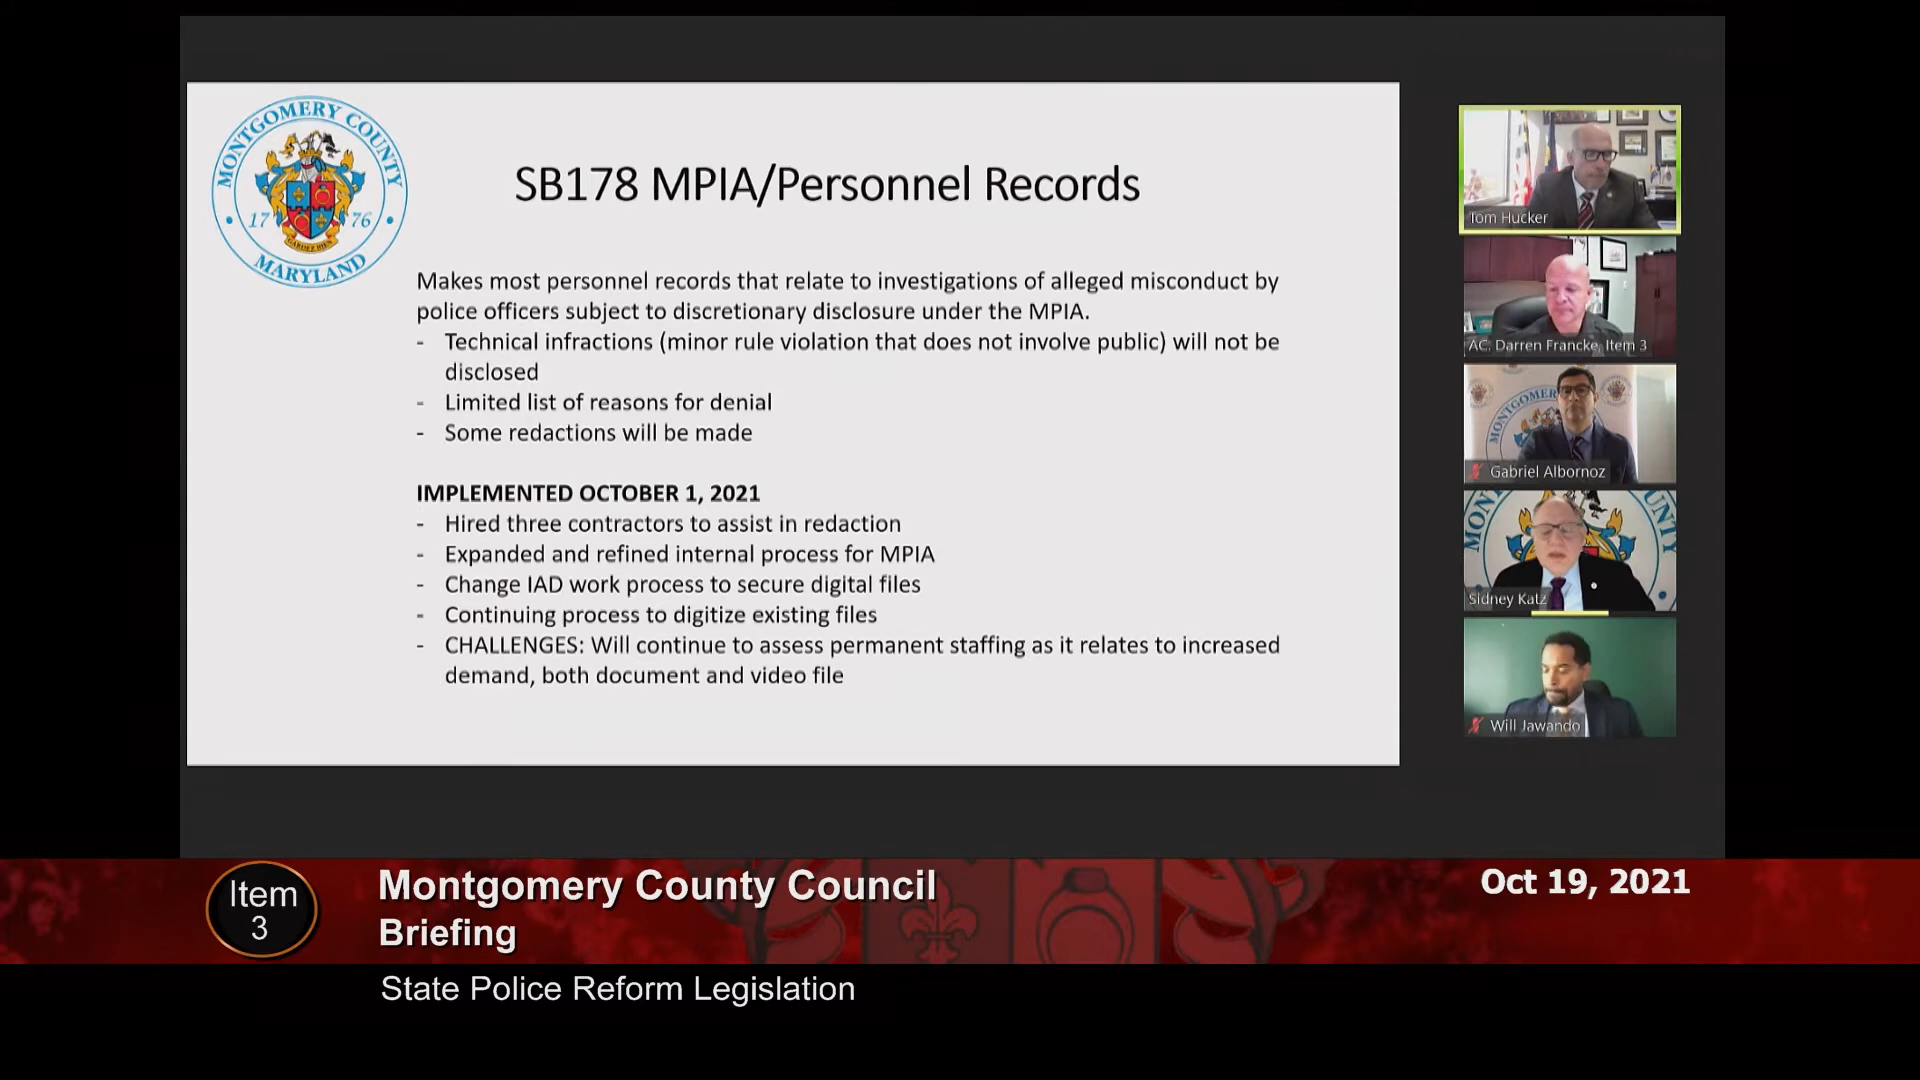 MONTGOMERY COUNTY
17 76
GARDEZ BIEN
MARYLAND
SB178 MPIA/Personnel Records
Makes most personnel records that relate to investigations of alleged misconduct by
police officers subject to discretionary disclosure under the MPIA.
- Technical infractions (minor rule violation that does not involve public) will not be
disclosed
- Limited list of reasons for denial
- Some redactions will be made
IMPLEMENTED OCTOBER 1, 2021
- Hired three contractors to assist in redaction
- Expanded and refined internal process for MPIA
- Change IAD work process to secure digital files
- Continuing process to digitize existing files
- CHALLENGES: Will continue to assess permanent staffing as it relates to increased
demand, both document and video file
Tom Hucker
AC. Darren Francke, Item 3
MONTGOMER
Gabriel Albornoz
MONT
UNTY
Sidney Katz
Will Jawando
Item
3
Montgomery County Council
Briefing
Oct 19, 2021
State Police Reform Legislation